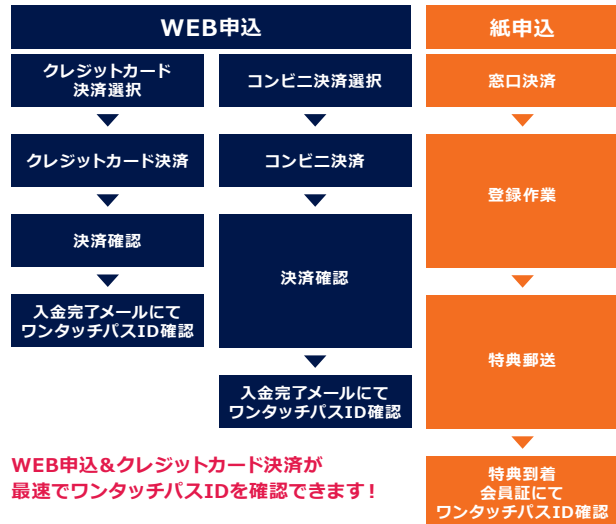 WEB申込
クレジットカード
決済選択
クレジットカード決済
決済確認
入金完了メールにて
ワンタッチパスID確認
コンビニ決済選択
コンビニ決済
決済確認
入金完了メールにて
ワンタッチパスID確認
紙申込
窓口決済
登録作業
特典郵送
特典到着
会員証にて
ワンタッチパスID確認
WEB申込&クレジットカード決済が
最速でワンタッチパスIDを確認できます!